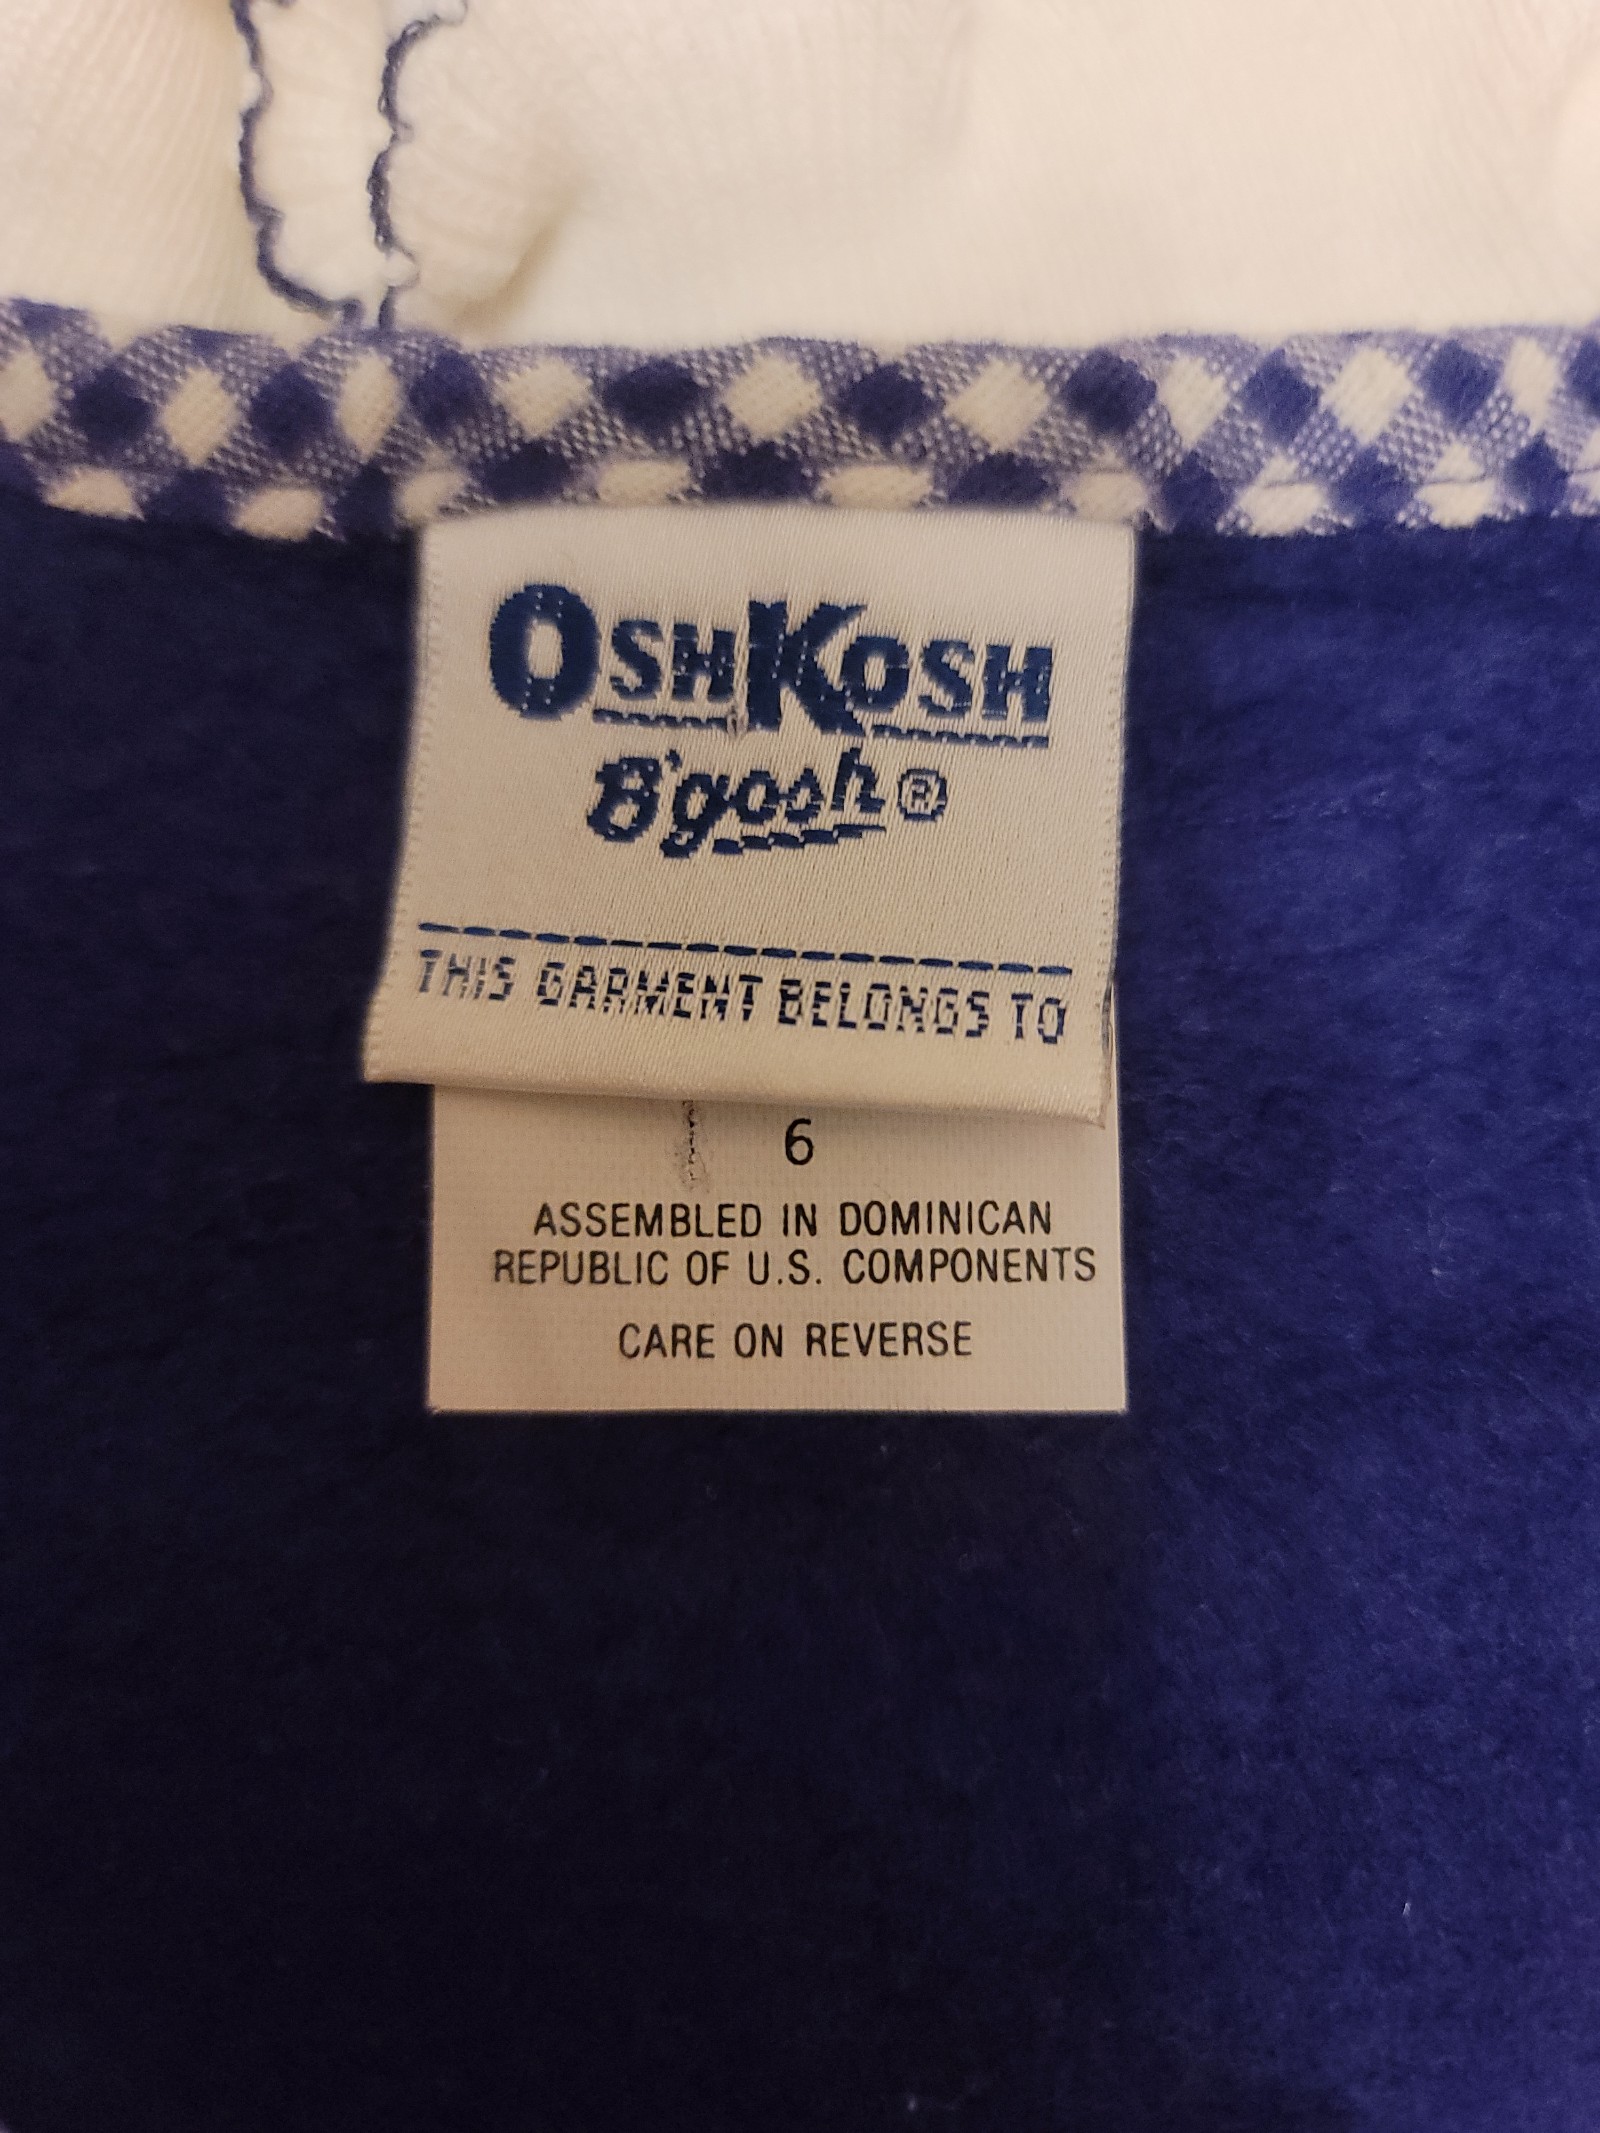 OSHKOSH
B'gosh®
THIS GARMENT BELONGS TO
6
ASSEMBLED IN DOMINICAN
REPUBLIC OF U.S. COMPONENTS
CARE ON REVERSE